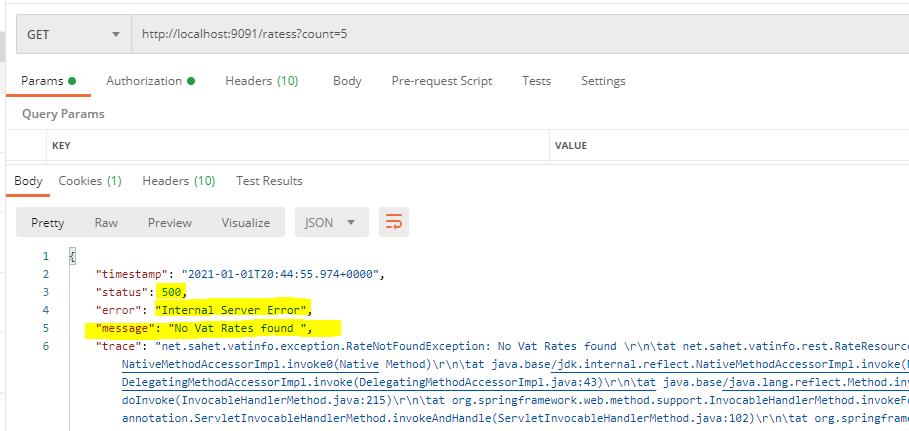 GET http://localhost:9091/ratess?count=5
Params Authorization Headers (10) Body Pre-request Script Tests Settings
Query Params
KEY VALUE
Body Cookies (1) Headers (10) Test Results
Pretty Raw Preview Visualize JSON
1 {
2 "timestamp": "2021-01-01T20:44:55.974+0000",
3 "status": 500,
4 "error": "Internal Server Error",
5 "message": "No Vat Rates found ",
6 "trace": "net.sahet.vatinfo.exception.RateNotFoundException: No Vat Rates found \r\n\tat net.sahet.vatinfo.rest.RateResource
NativeMethodAccessorImpl.invoke0(Native Method)\r\n\tat java.base/jdk.internal.reflect.NativeMethodAccessorImpl.invoke(
DelegatingMethodAccessorImpl.invoke(DelegatingMethodAccessorImpl.java:43)\r\n\tat java.base/java.lang.reflect.Method.inv
doInvoke(InvocableHandlerMethod.java:215)\r\n\tat org.springframework.web.method.support.InvocableHandlerMethod.invokeFo
annotation.ServletInvocableHandlerMethod.invokeAndHandle(ServletInvocableHandlerMethod.java:102)\r\n\tat org.springframe